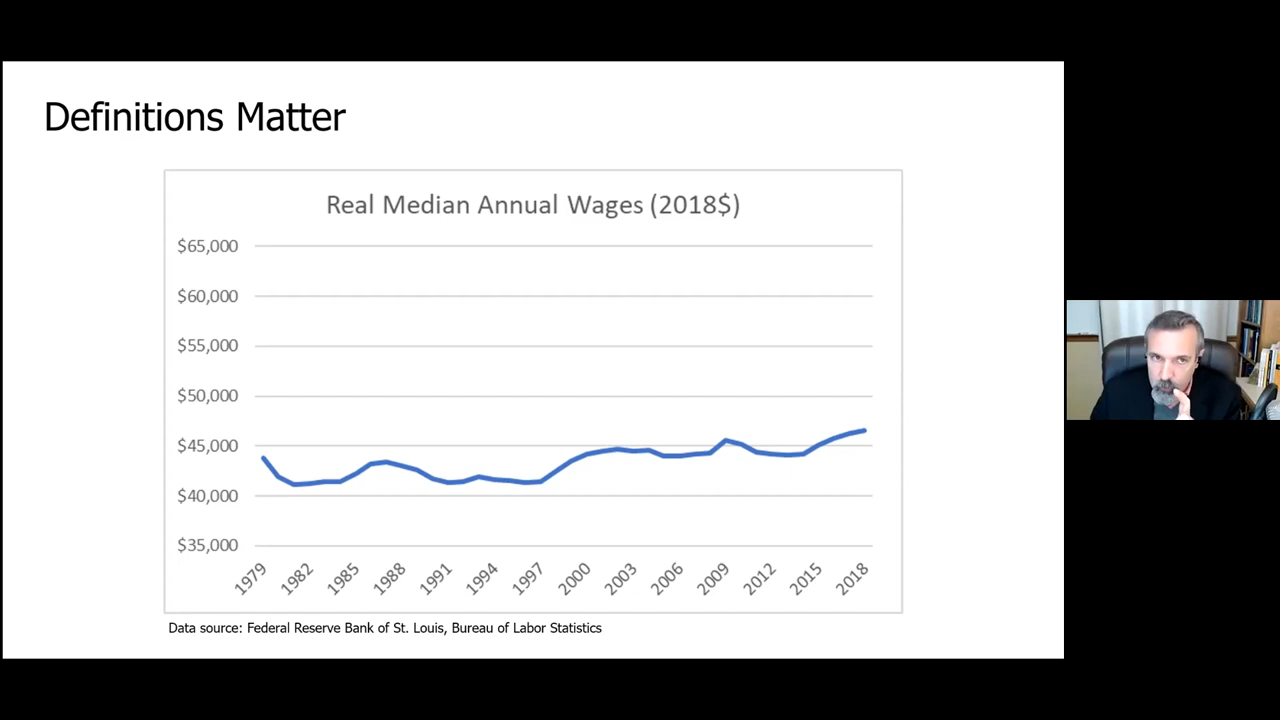 Definitions Matter
Real Median Annual Wages (2018$)
$65,000
$60,000
$55,000
$50,000
$45,000
$40,000
$35,000
1979 1982 1985 1988 1991 1994 1997 2000 2003 2006 2009 2012 2015 2018
Data source: Federal Reserve Bank of St. Louis, Bureau of Labor Statistics